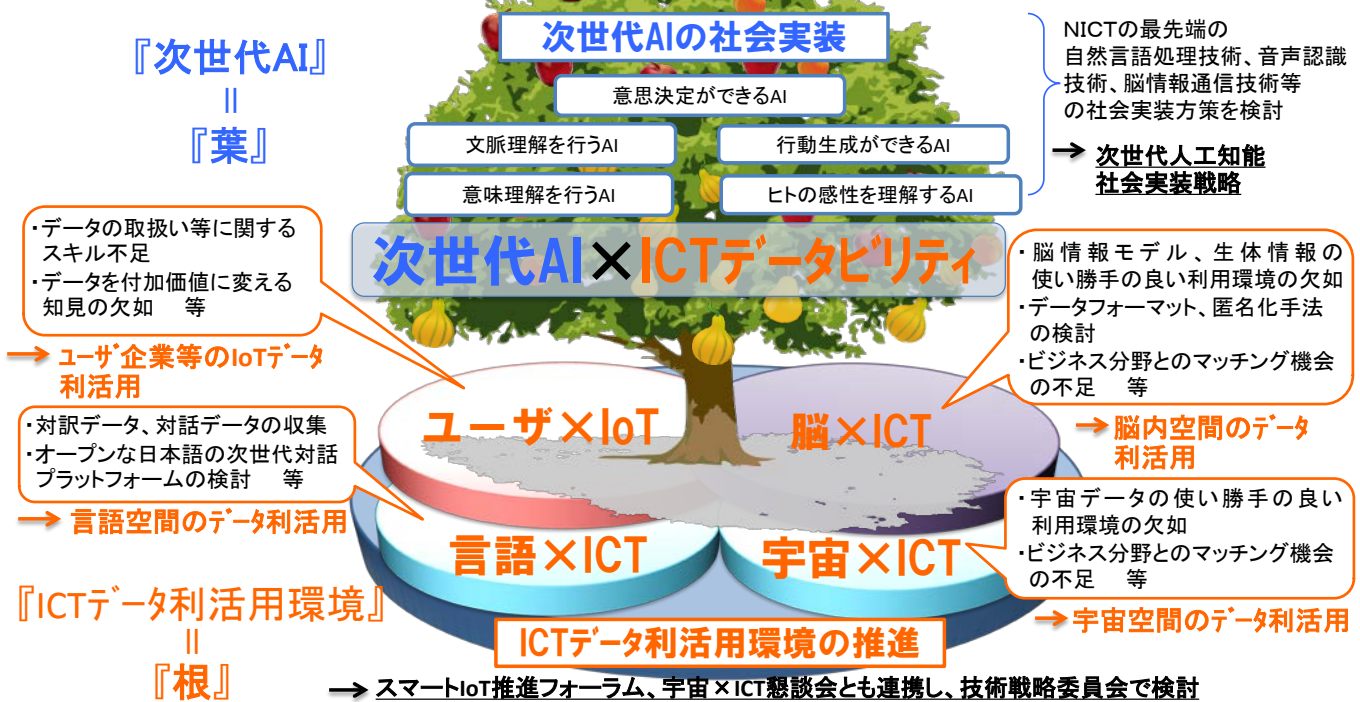 次世代AIの社会実装
『次世代AI』
＝
『葉』
意思決定ができるAI
文脈理解を行うAI
行動生成ができるAI
意味理解を行うAI
ヒトの感性を理解するAI
NICTの最先端の
自然言語処理技術、音声認識
技術、脳情報通信技術等
の社会実装方策を検討
→ 次世代人工知能
社会実装戦略
次世代AI×ICTデータビリティ
・データの取扱い等に関する
スキル不足
・データを付加価値に変える
知見の欠如　等
→ ユーザ企業等のIoTデータ
利活用
・脳情報モデル、生体情報の
使い勝手の良い利用環境の欠如
・データフォーマット、匿名化手法
の検討
・ビジネス分野とのマッチング機会
の不足　等
→ 脳内空間のデータ
利活用
ユーザ×IoT
脳×ICT
・対訳データ、対話データの収集
・オープンな日本語の次世代対話
プラットフォームの検討　等
→ 言語空間のデータ利活用
言語×ICT
宇宙×ICT
・宇宙データの使い勝手の良い
利用環境の欠如
・ビジネス分野とのマッチング機会
の不足　等
→ 宇宙空間のデータ利活用
『ICTデータ利活用環境』
＝
『根』
ICTデータ利活用環境の推進
→ スマートIoT推進フォーラム、宇宙×ICT懇談会とも連携し、技術戦略委員会で検討